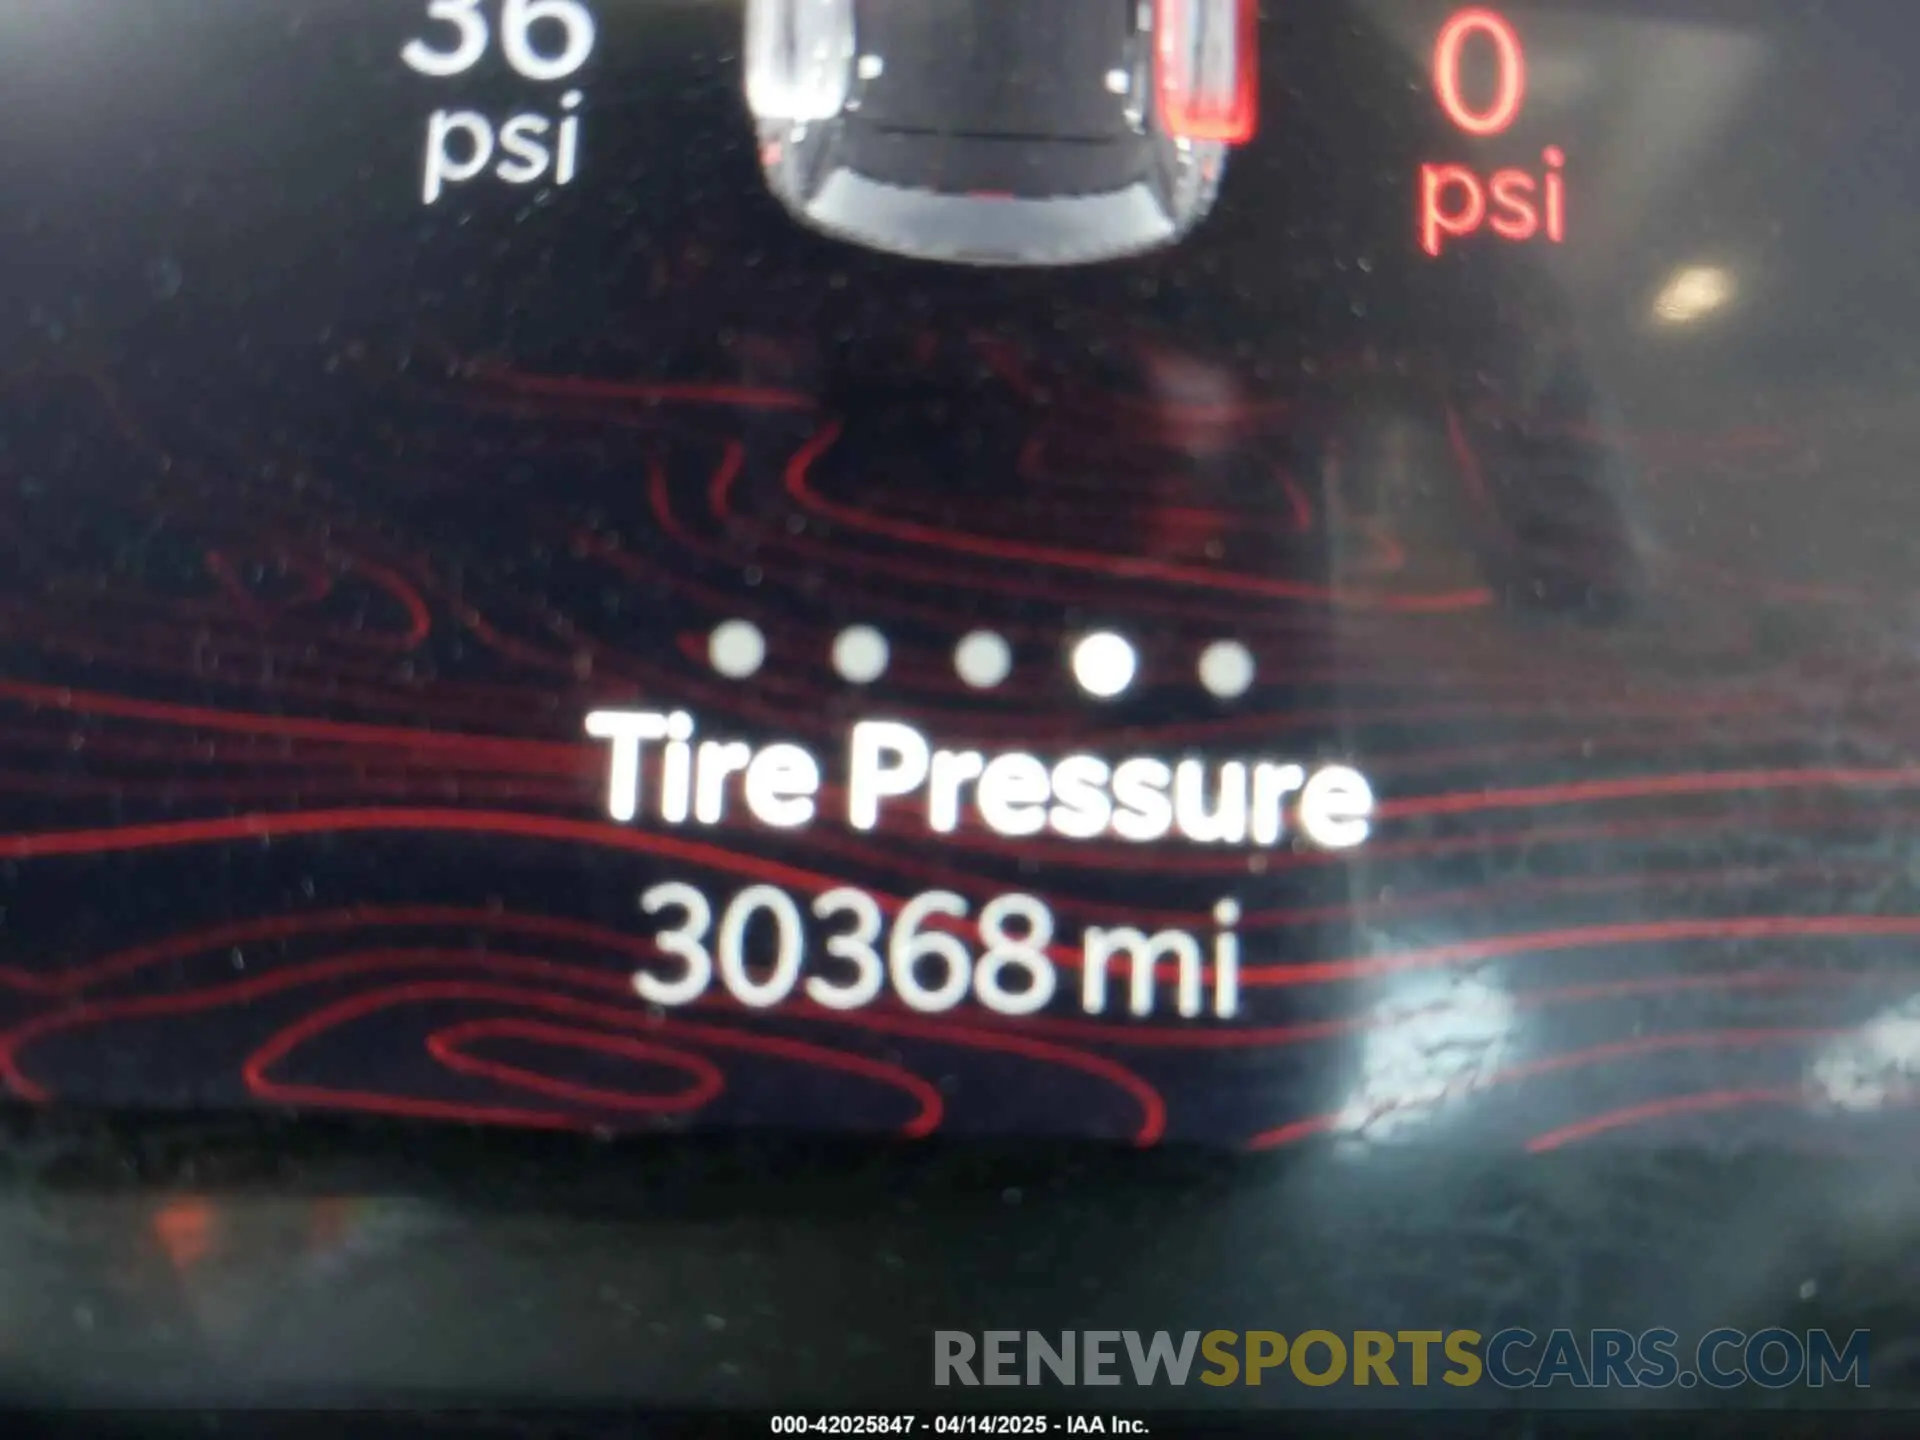 36
psi
0
psi
Tire Pressure
30368 mi
RENEWSPORTSCARS.COM
000-42025847 - 04/14/2025 - IAA Inc.